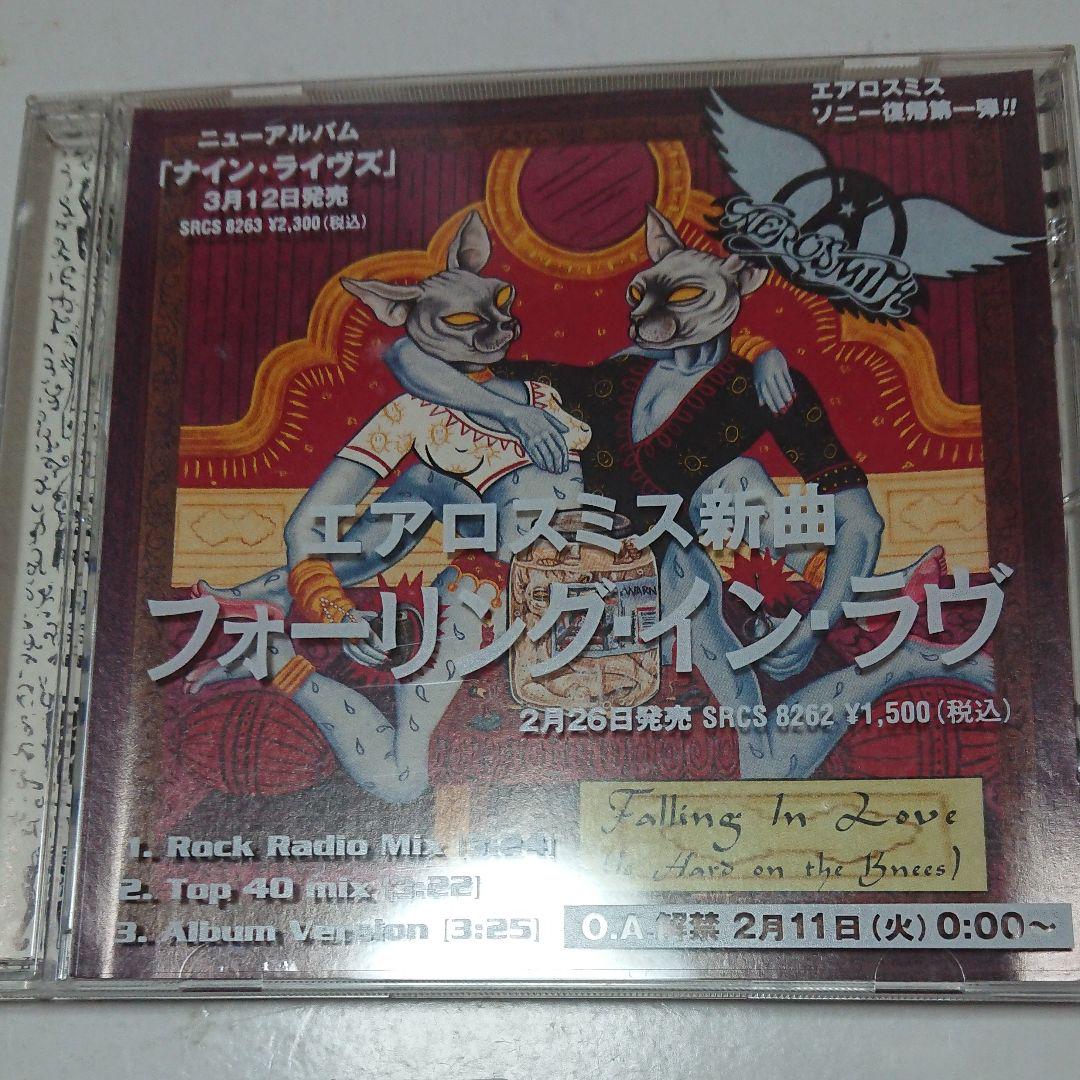 ニューアルバム
「ナイン・ライヴズ」
3月12日発売
SRCS 8263 ¥2,300(税込)
エアロスミス
ソニー復帰第一弾!!
AEROSMITH
エアロスミス新曲
WARN
フォーリング・イン・ラヴ
2月26日発売 SRCS 8262 ¥1,500(税込)
Falling In Love
(Is Hard on the Knees)
1. Rock Radio Mix [3:24]
2. Top 40 mix [3:22]
3. Album Version [3:25]
O.A.解禁 2月11日(火) 0:00〜